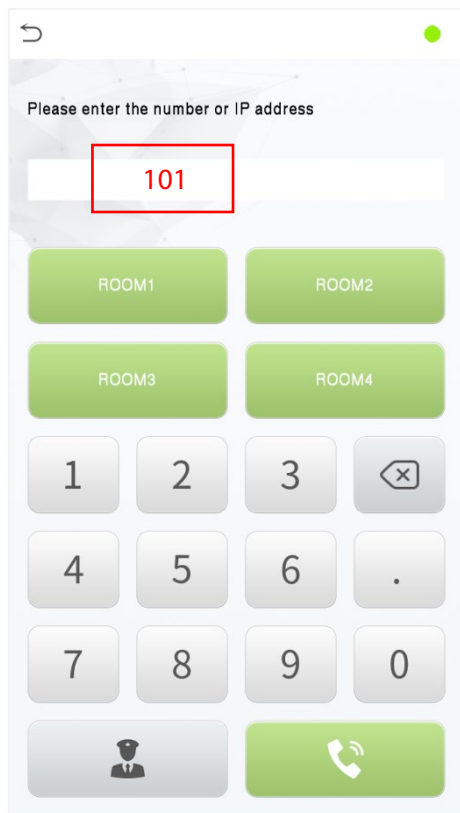 Please enter the number or IP address
101
ROOM1 ROOM2
ROOM3 ROOM4
1 2 3
4 5 6 .
7 8 9 0